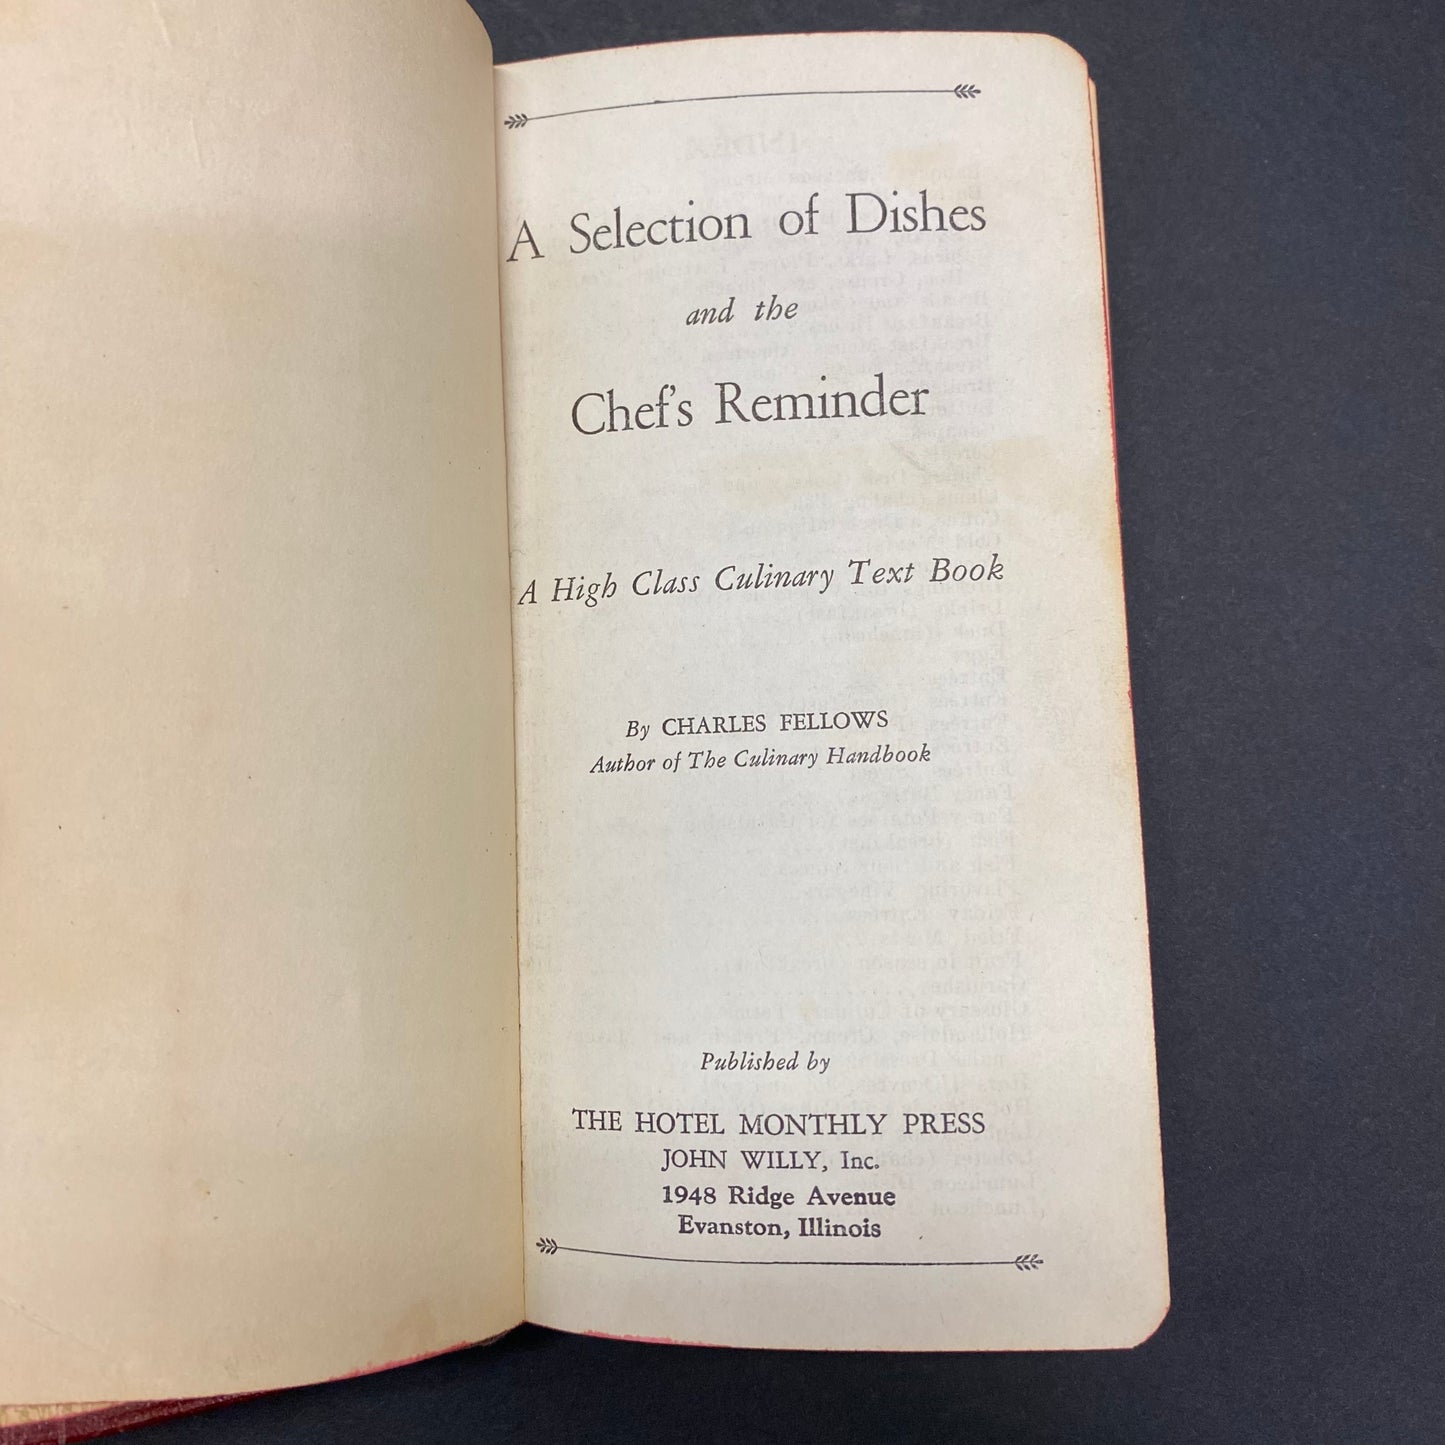 A Selection of Dishes
and the
Chef's Reminder
A High Class Culinary Text Book
By CHARLES FELLOWS
Author of The Culinary Handbook
Published by
THE HOTEL MONTHLY PRESS
JOHN WILLY, Inc.
1948 Ridge Avenue
Evanston, Illinois